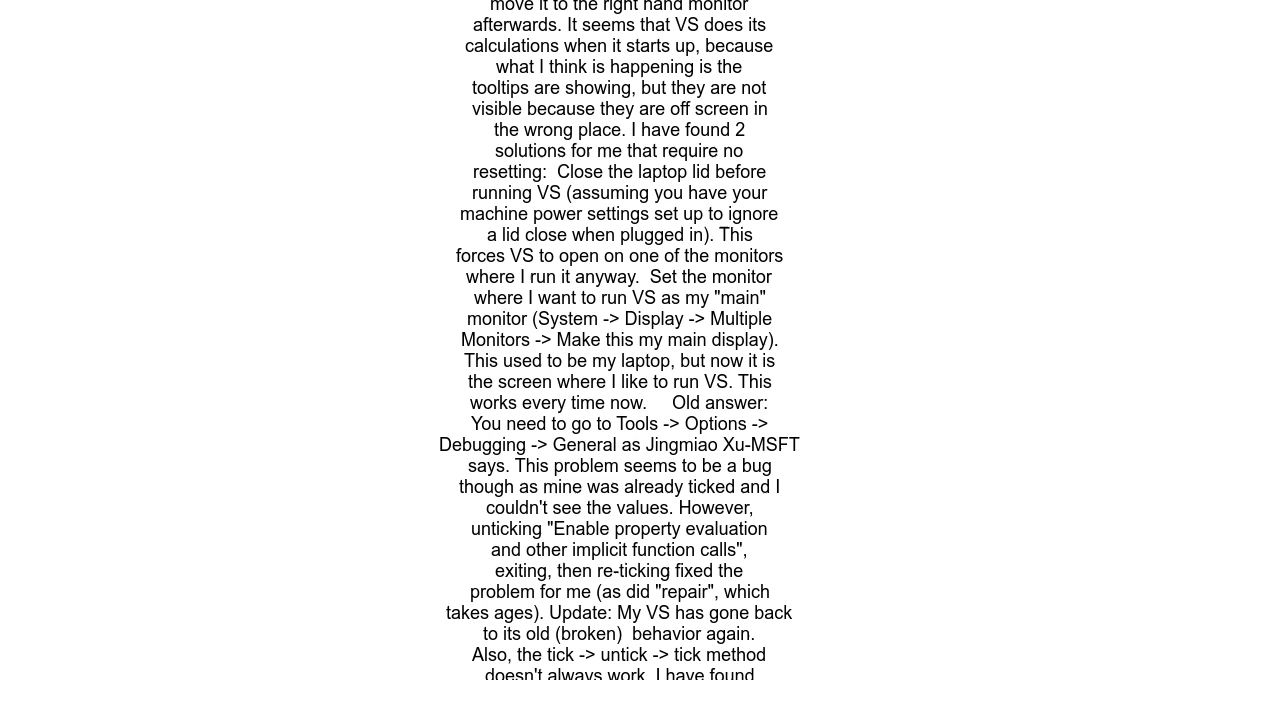 move it to the right hand monitor
afterwards. It seems that VS does its
calculations when it starts up, because
what I think is happening is the
tooltips are showing, but they are not
visible because they are off screen in
the wrong place. I have found 2
solutions for me that require no
resetting:  Close the laptop lid before
running VS (assuming you have your
machine power settings set up to ignore
a lid close when plugged in). This
forces VS to open on one of the monitors
where I run it anyway.  Set the monitor
where I want to run VS as my "main"
monitor (System -> Display -> Multiple
Monitors -> Make this my main display).
This used to be my laptop, but now it is
the screen where I like to run VS. This
works every time now.     Old answer:
You need to go to Tools -> Options ->
Debugging -> General as Jingmiao Xu-MSFT
says. This problem seems to be a bug
though as mine was already ticked and I
couldn't see the values. However,
unticking "Enable property evaluation
and other implicit function calls",
exiting, then re-ticking fixed the
problem for me (as did "repair", which
takes ages). Update: My VS has gone back
to its old (broken)  behavior again.
Also, the tick -> untick -> tick method
doesn't always work. I have found